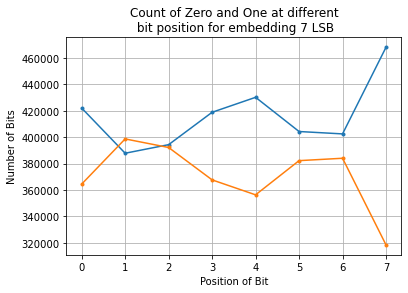 Count of Zero and One at different
bit position for embedding 7 LSB
Number of Bits
460000
440000
420000
400000
380000
360000
340000
320000
0 1 2 3 4 5 6 7
Position of Bit